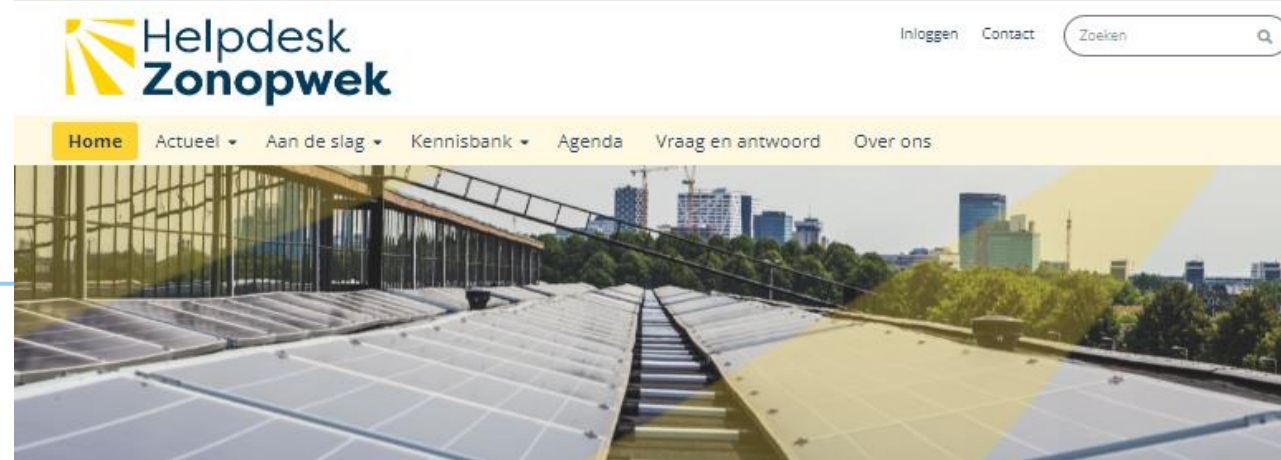 Helpdesk
Zonopwek
Inloggen Contact Zoeken
Home Actueel Aan de slag Kennisbank Agenda Vraag en antwoord Over ons